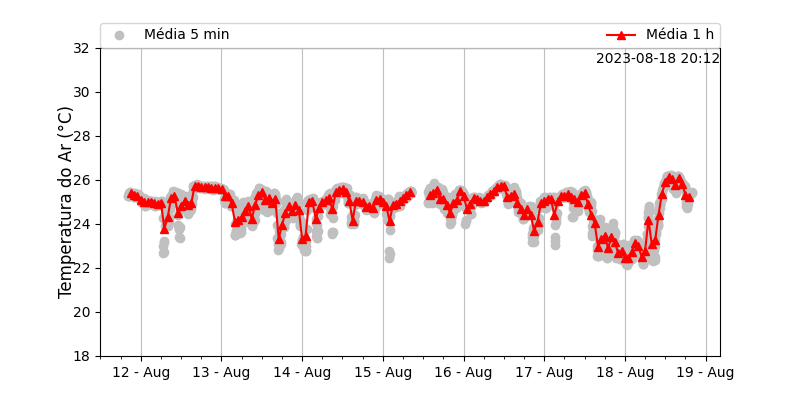 Média 5 min
Média 1 h
2023-08-18 20:12
Temperatura do Ar (°C)
32
30
28
26
24
22
20
18
12 - Aug
13 - Aug
14 - Aug
15 - Aug
16 - Aug
17 - Aug
18 - Aug
19 - Aug